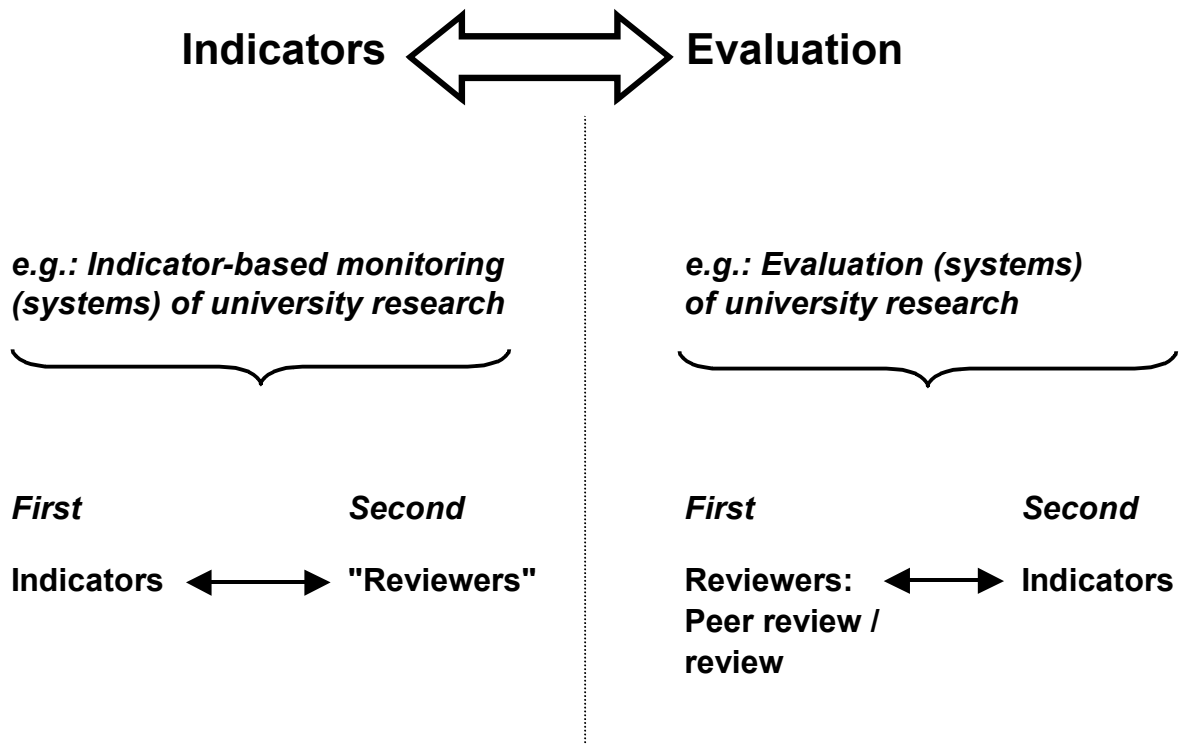 Indicators Evaluation
e.g.: Indicator-based monitoring
(systems) of university research
e.g.: Evaluation (systems)
of university research
First Second
Indicators "Reviewers"
First Second
Reviewers: Indicators
Peer review /
review